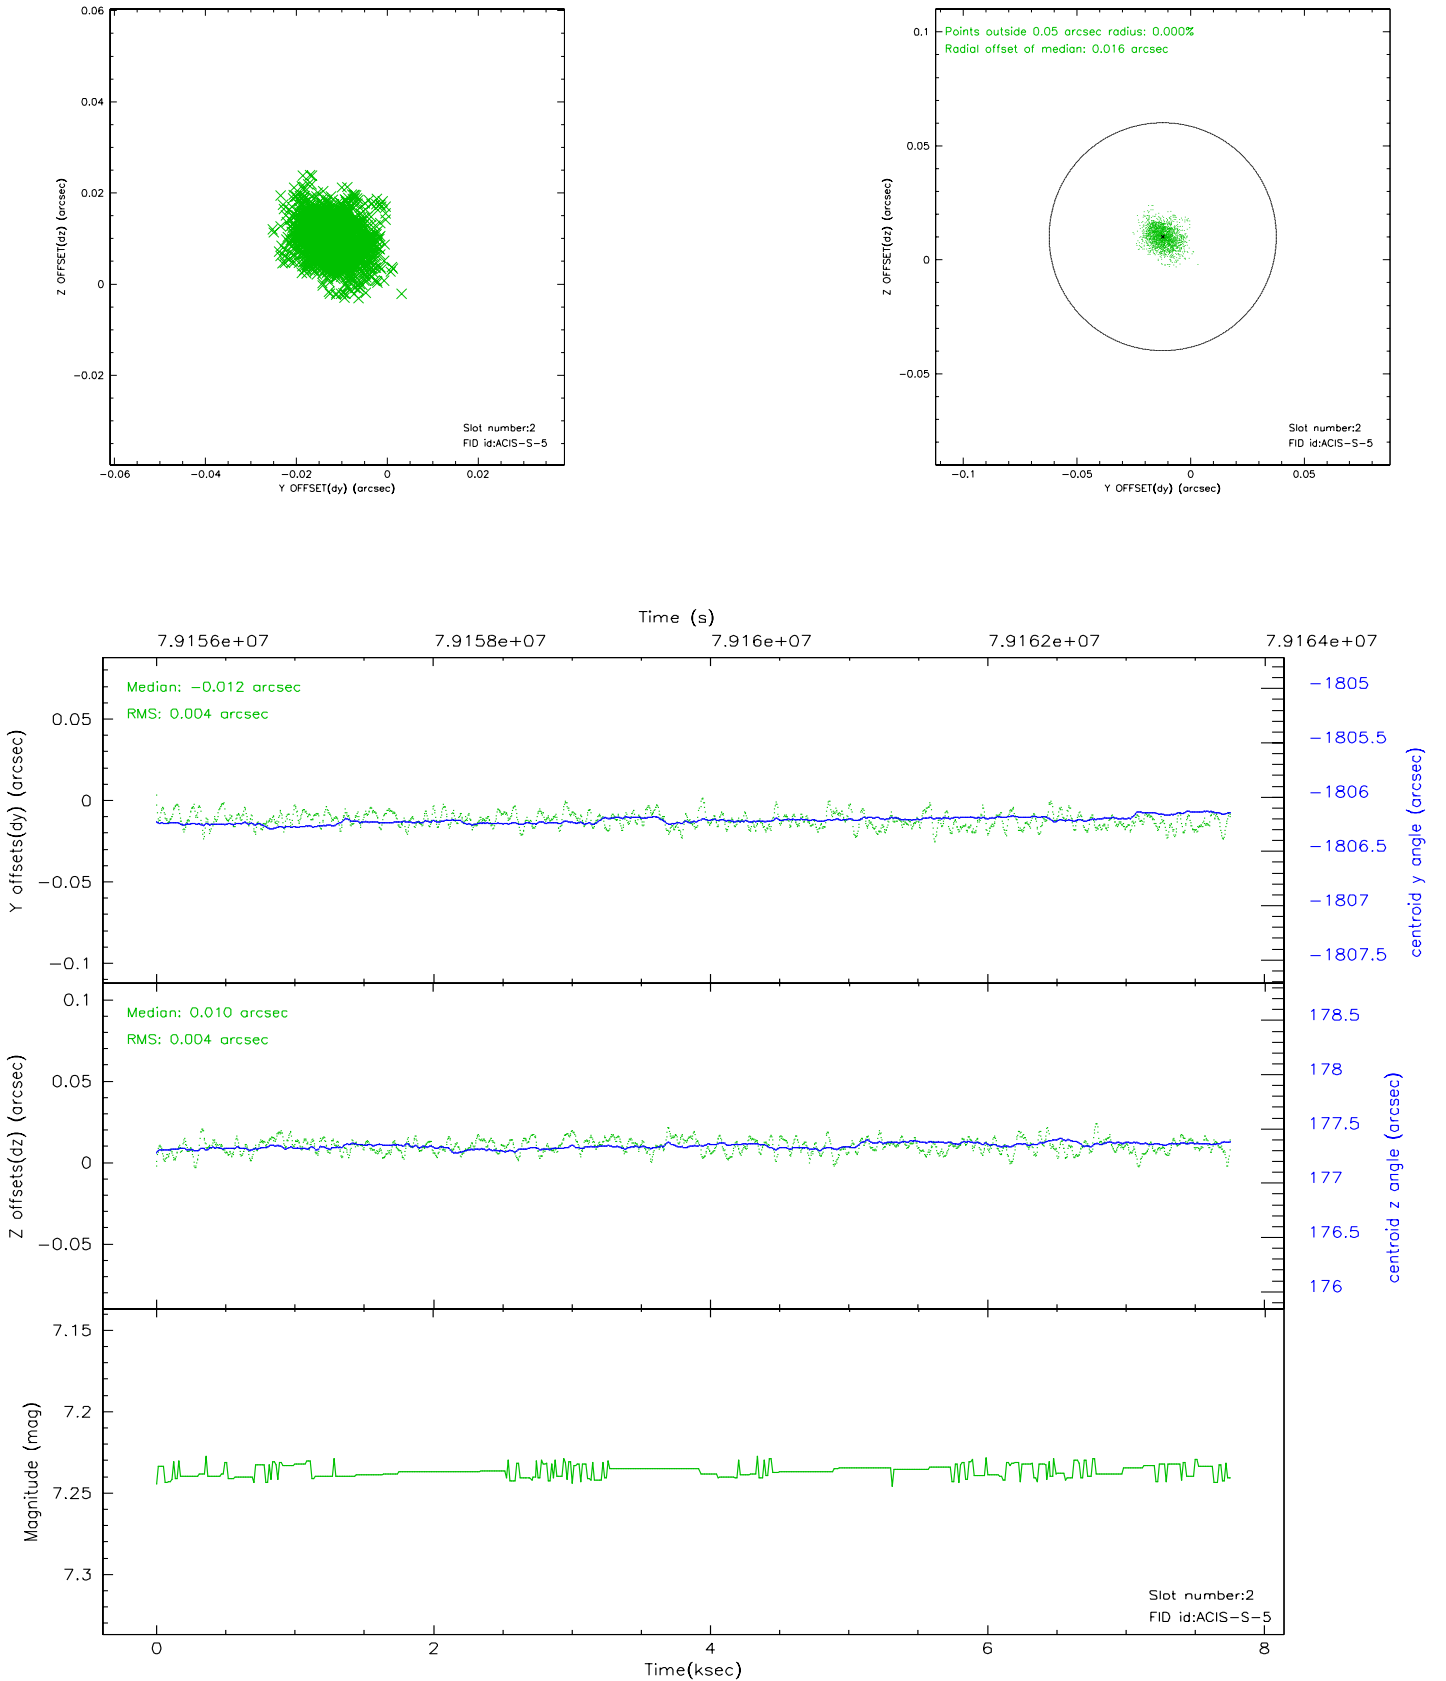 0.06
0.04
0.02
0
−0.02
Z OFFSET(dz) (arcsec)
Slot number:2
FID id:ACIS−S−5
−0.06
−0.04
−0.02
0
0.02
Y OFFSET(dy) (arcsec)
Points outside 0.05 arcsec radius: 0.000%
Radial offset of median: 0.016 arcsec
0.1
0.05
0
−0.05
Z OFFSET(dz) (arcsec)
Slot number:2
FID id:ACIS−S−5
−0.1
−0.05
0
0.05
Y OFFSET(dy) (arcsec)
Time (s)
7.9156e+07
7.9158e+07
7.916e+07
7.9162e+07
7.9164e+07
Median: −0.012 arcsec
RMS: 0.004 arcsec
0.05
0
−0.05
−0.1
Y offsets(dy) (arcsec)
−1805
−1805.5
−1806
−1806.5
−1807
−1807.5
centroid y angle (arcsec)
Median: 0.010 arcsec
RMS: 0.004 arcsec
0.1
0.05
0
−0.05
Z offsets(dz) (arcsec)
178.5
178
177.5
177
176.5
176
centroid z angle (arcsec)
7.15
7.2
7.25
7.3
Magnitude (mag)
Slot number:2
FID id:ACIS−S−5
0
2
4
6
8
Time(ksec)